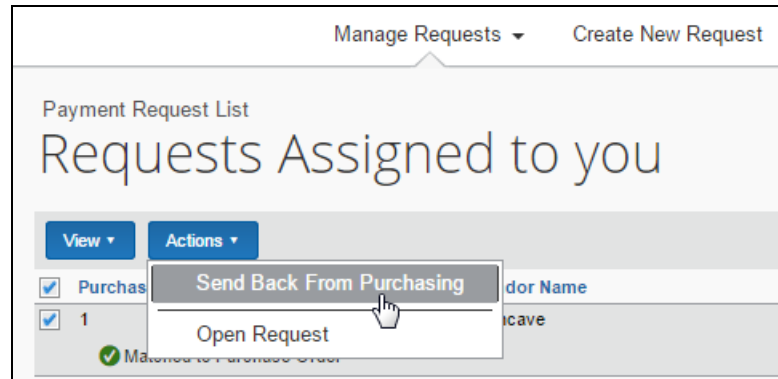 Manage Requests Create New Request
Payment Request List
Requests Assigned to you
View Actions
Send Back From Purchasing
Open Request
Purchas dor Name
1 ncave
Matched to Purchase Order